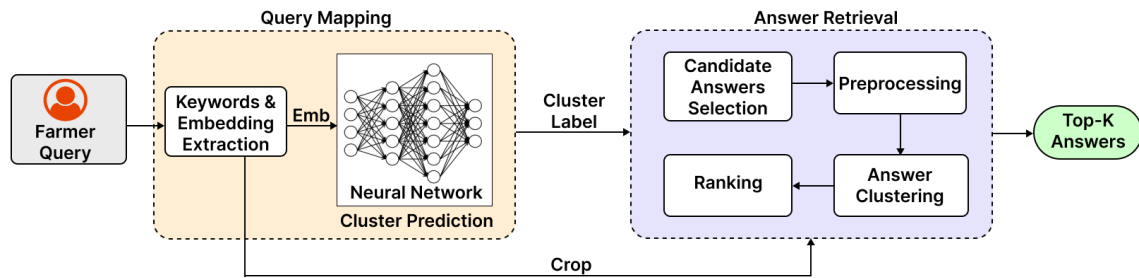 Query Mapping
Answer Retrieval
Farmer
Query
Keywords &
Embedding
Extraction
Emb
Neural Network
Cluster Prediction
Cluster
Label
Candidate
Answers
Selection
Preprocessing
Ranking
Answer
Clustering
Top-K
Answers
Crop